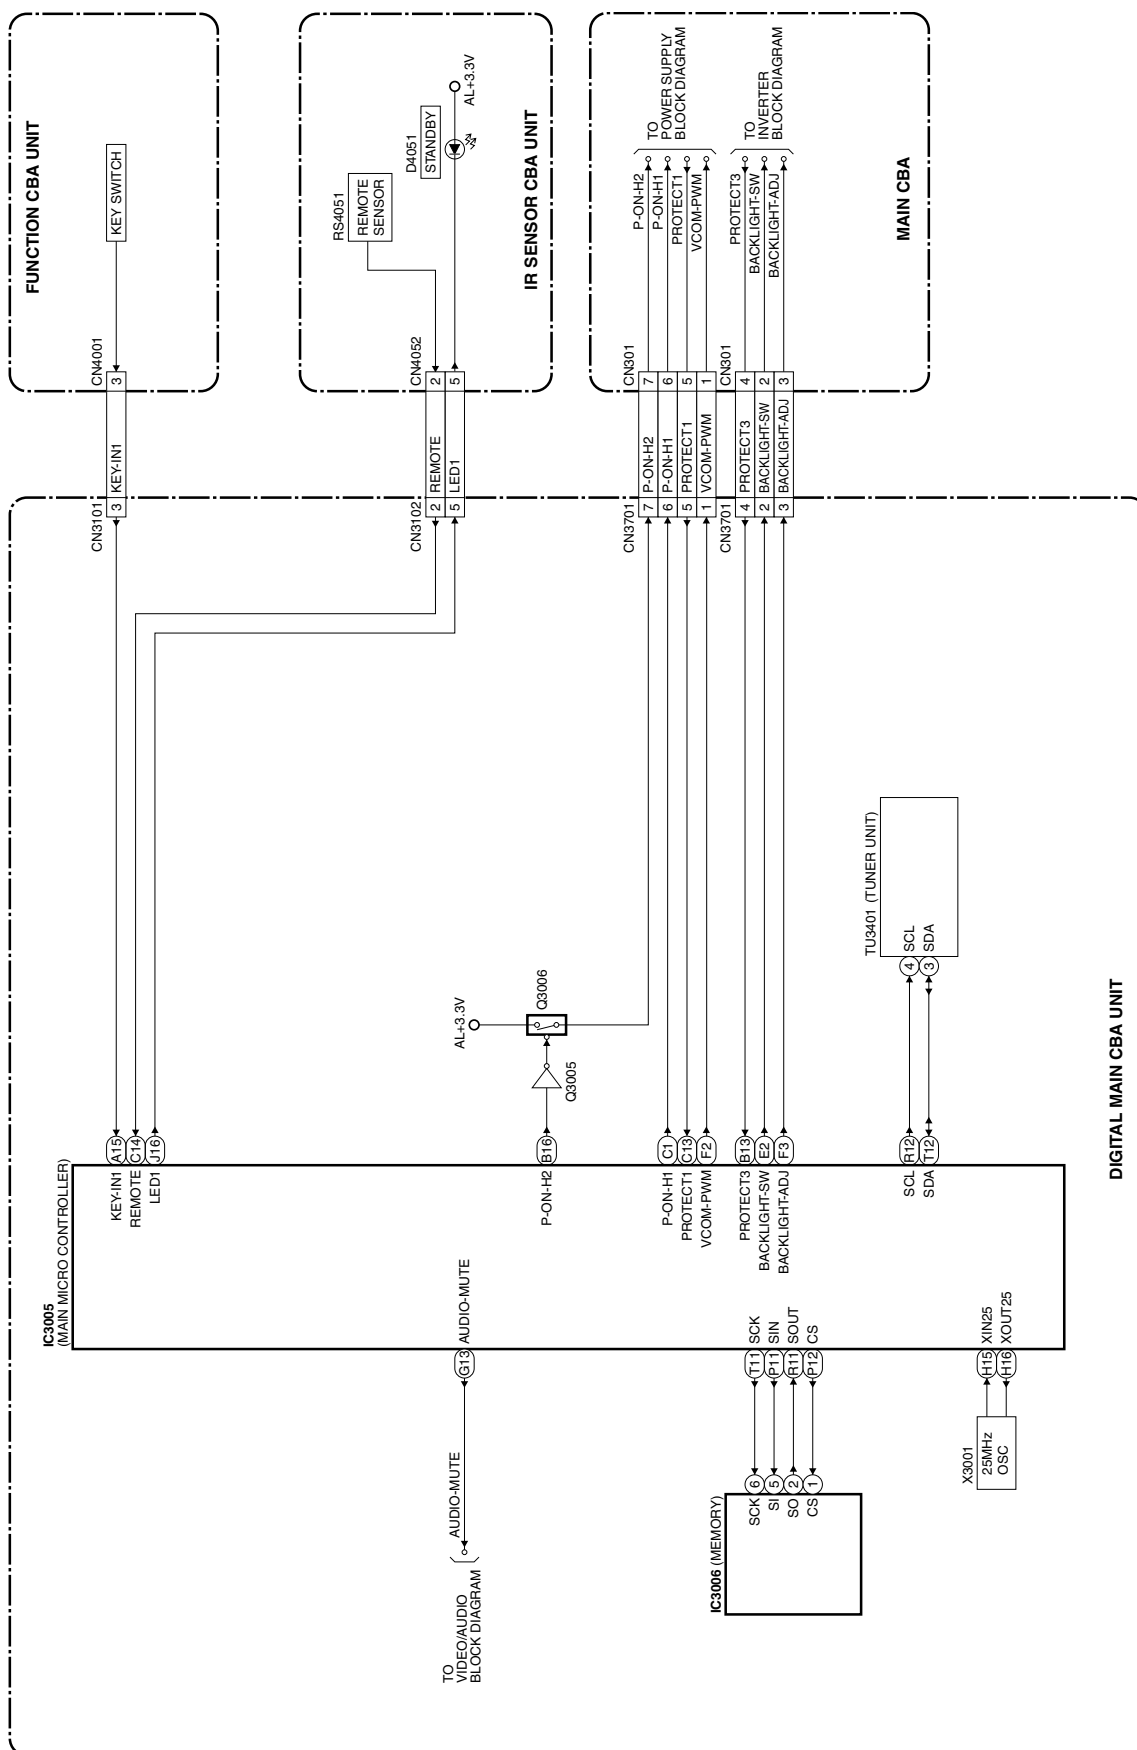 FUNCTION CBA UNIT
KEY SWITCH
CN4001
3
KEY-IN1
3
CN3101
IR SENSOR CBA UNIT
RS4051
REMOTE
SENSOR
D4051
STANDBY
AL+3.3V
CN4052
2
5
REMOTE
LED1
2
5
CN3102
MAIN CBA
TO
POWER SUPPLY
BLOCK DIAGRAM
P-ON-H2
P-ON-H1
PROTECT1
VCOM-PWM
TO
INVERTER
BLOCK DIAGRAM
PROTECT3
BACKLIGHT-SW
BACKLIGHT-ADJ
CN301
7
6
5
1
CN301
4
2
3
P-ON-H2
P-ON-H1
PROTECT1
VCOM-PWM
PROTECT3
BACKLIGHT-SW
BACKLIGHT-ADJ
CN3701
7
6
5
1
CN3701
4
2
3
DIGITAL MAIN CBA UNIT
TU3401 (TUNER UNIT)
4 SCL
3 SDA
AL+3.3V
Q3006
Q3005
IC3005
(MAIN MICRO CONTROLLER)
KEY-IN1 A15
REMOTE C14
LED1 J16
P-ON-H2 B16
P-ON-H1 C1
PROTECT1 C13
VCOM-PWM F2
PROTECT3 B13
BACKLIGHT-SW E2
BACKLIGHT-ADJ F3
SCL R12
SDA T12
G13 AUDIO-MUTE
T11 SCK
P11 SIN
R11 SOUT
P12 CS
H15 XIN25
H16 XOUT25
AUDIO-MUTE
TO
VIDEO/AUDIO
BLOCK DIAGRAM
IC3006 (MEMORY)
SCK 6
SI 5
SO 2
CS 1
X3001
25MHz
OSC